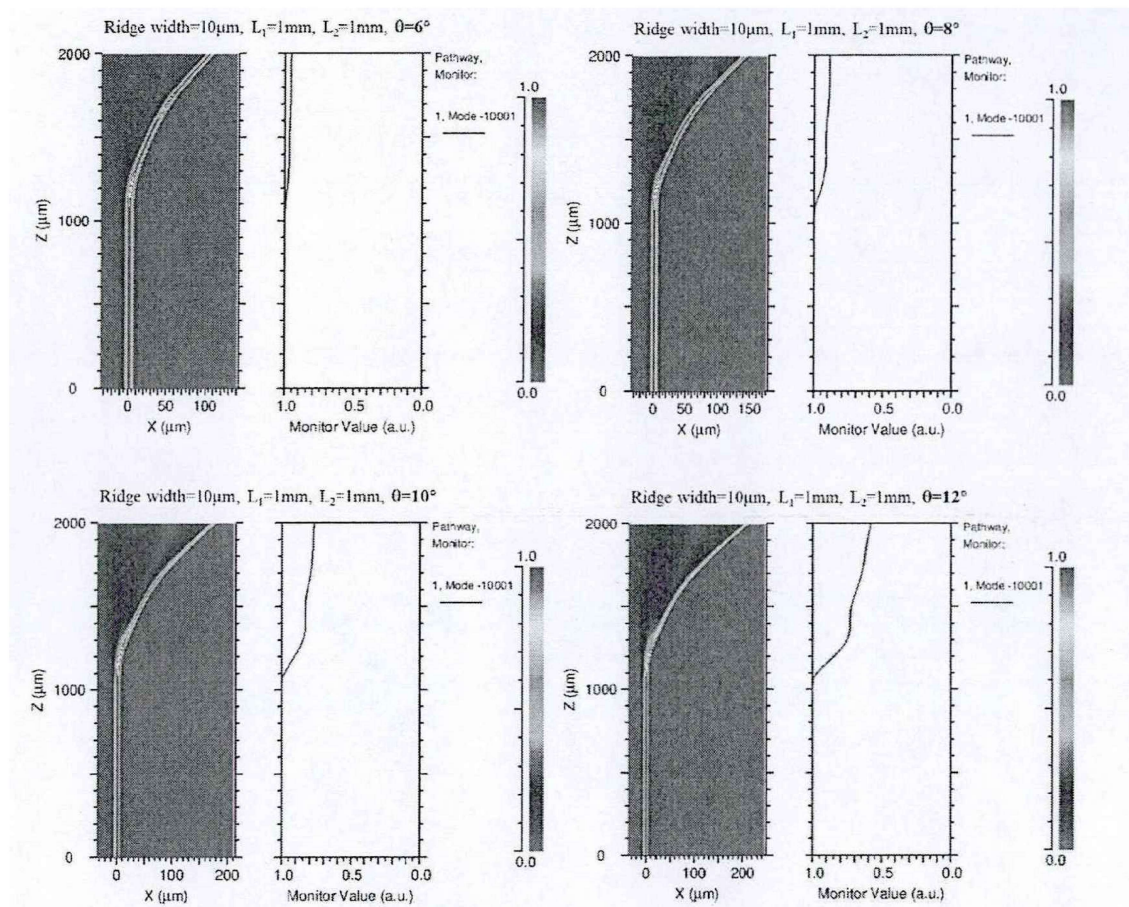 Ridge width=10µm, L₁=1mm, L₂=1mm, θ=6°
2000
1000
0
Z (µm)
0 50 100
X (µm)
1.0 0.5 0.0
Monitor Value (a.u.)
Pathway,
Monitor:
1, Mode -10001
1.0
0.0
Ridge width=10µm, L₁=1mm, L₂=1mm, θ=8°
2000
1000
0
Z (µm)
0 50 100 150
X (µm)
1.0 0.5 0.0
Monitor Value (a.u.)
Pathway,
Monitor:
1, Mode -10001
1.0
0.0
Ridge width=10µm, L₁=1mm, L₂=1mm, θ=10°
2000
1000
0
Z (µm)
0 100 200
X (µm)
1.0 0.5 0.0
Monitor Value (a.u.)
Pathway,
Monitor:
1, Mode -10001
1.0
0.0
Ridge width=10µm, L₁=1mm, L₂=1mm, θ=12°
2000
1000
0
Z (µm)
0 100 200
X (µm)
1.0 0.5 0.0
Monitor Value (a.u.)
Pathway,
Monitor:
1, Mode -10001
1.0
0.0